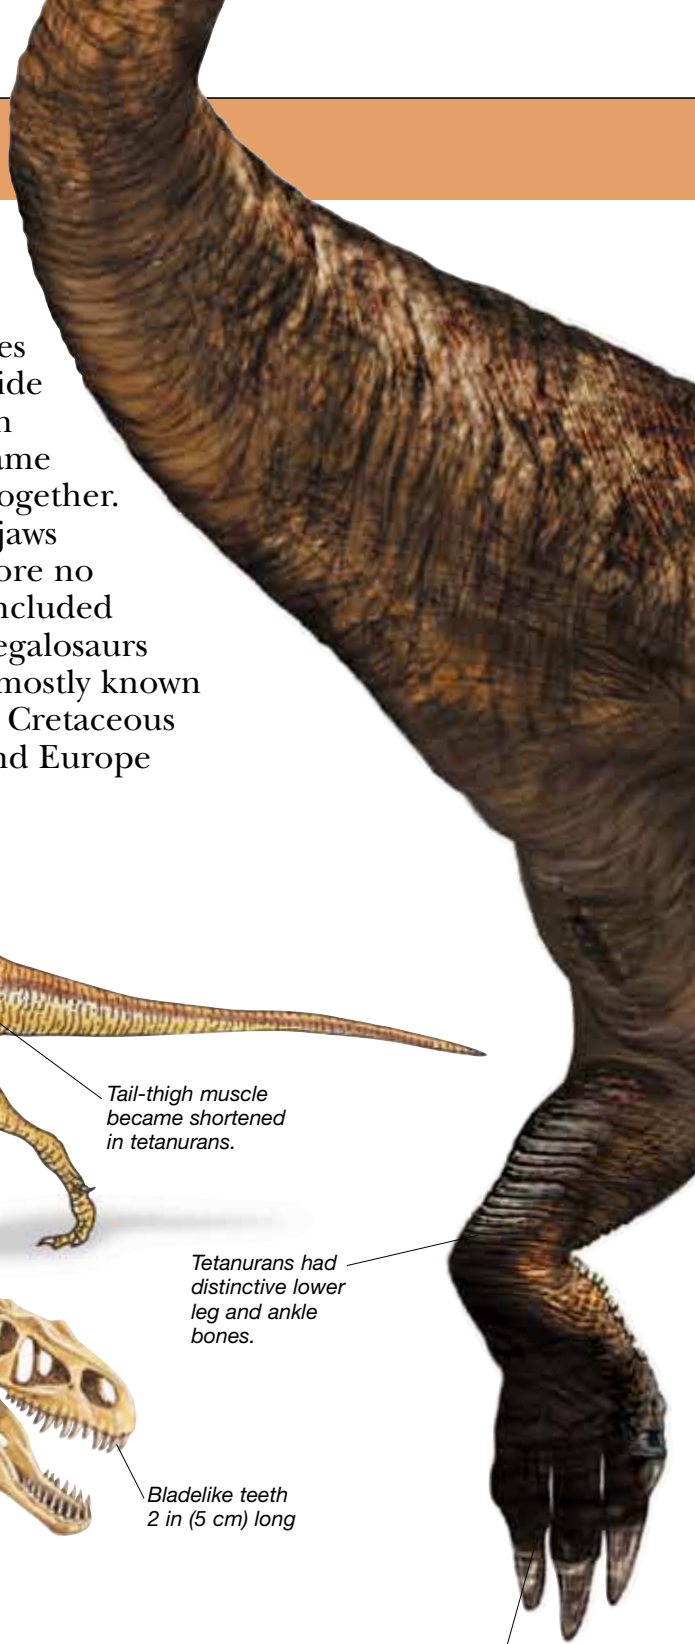 es
ide
n
ame
ogether.
jaws
ore no
ncluded
egalosaurs
mostly known
Cretaceous
nd Europe
Tail-thigh muscle
became shortened
in tetanurans.
Tetanurans had
distinctive lower
leg and ankle
bones.
Bladelike teeth
2 in (5 cm) long